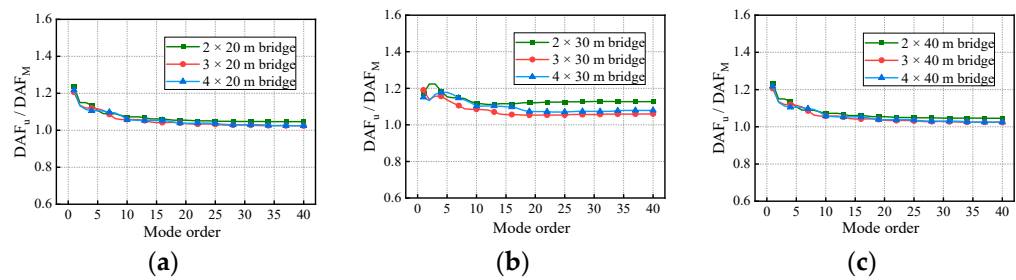 1.6
1.4
1.2
1.0
0.8
0.6
DAFu / DAFM
2 × 20 m bridge
3 × 20 m bridge
4 × 20 m bridge
0 5 10 15 20 25 30 35 40
Mode order
(a)
1.6
1.4
1.2
1.0
0.8
0.6
DAFu / DAFM
2 × 30 m bridge
3 × 30 m bridge
4 × 30 m bridge
0 5 10 15 20 25 30 35 40
Mode order
(b)
1.6
1.4
1.2
1.0
0.8
0.6
DAFu / DAFM
2 × 40 m bridge
3 × 40 m bridge
4 × 40 m bridge
0 5 10 15 20 25 30 35 40
Mode order
(c)